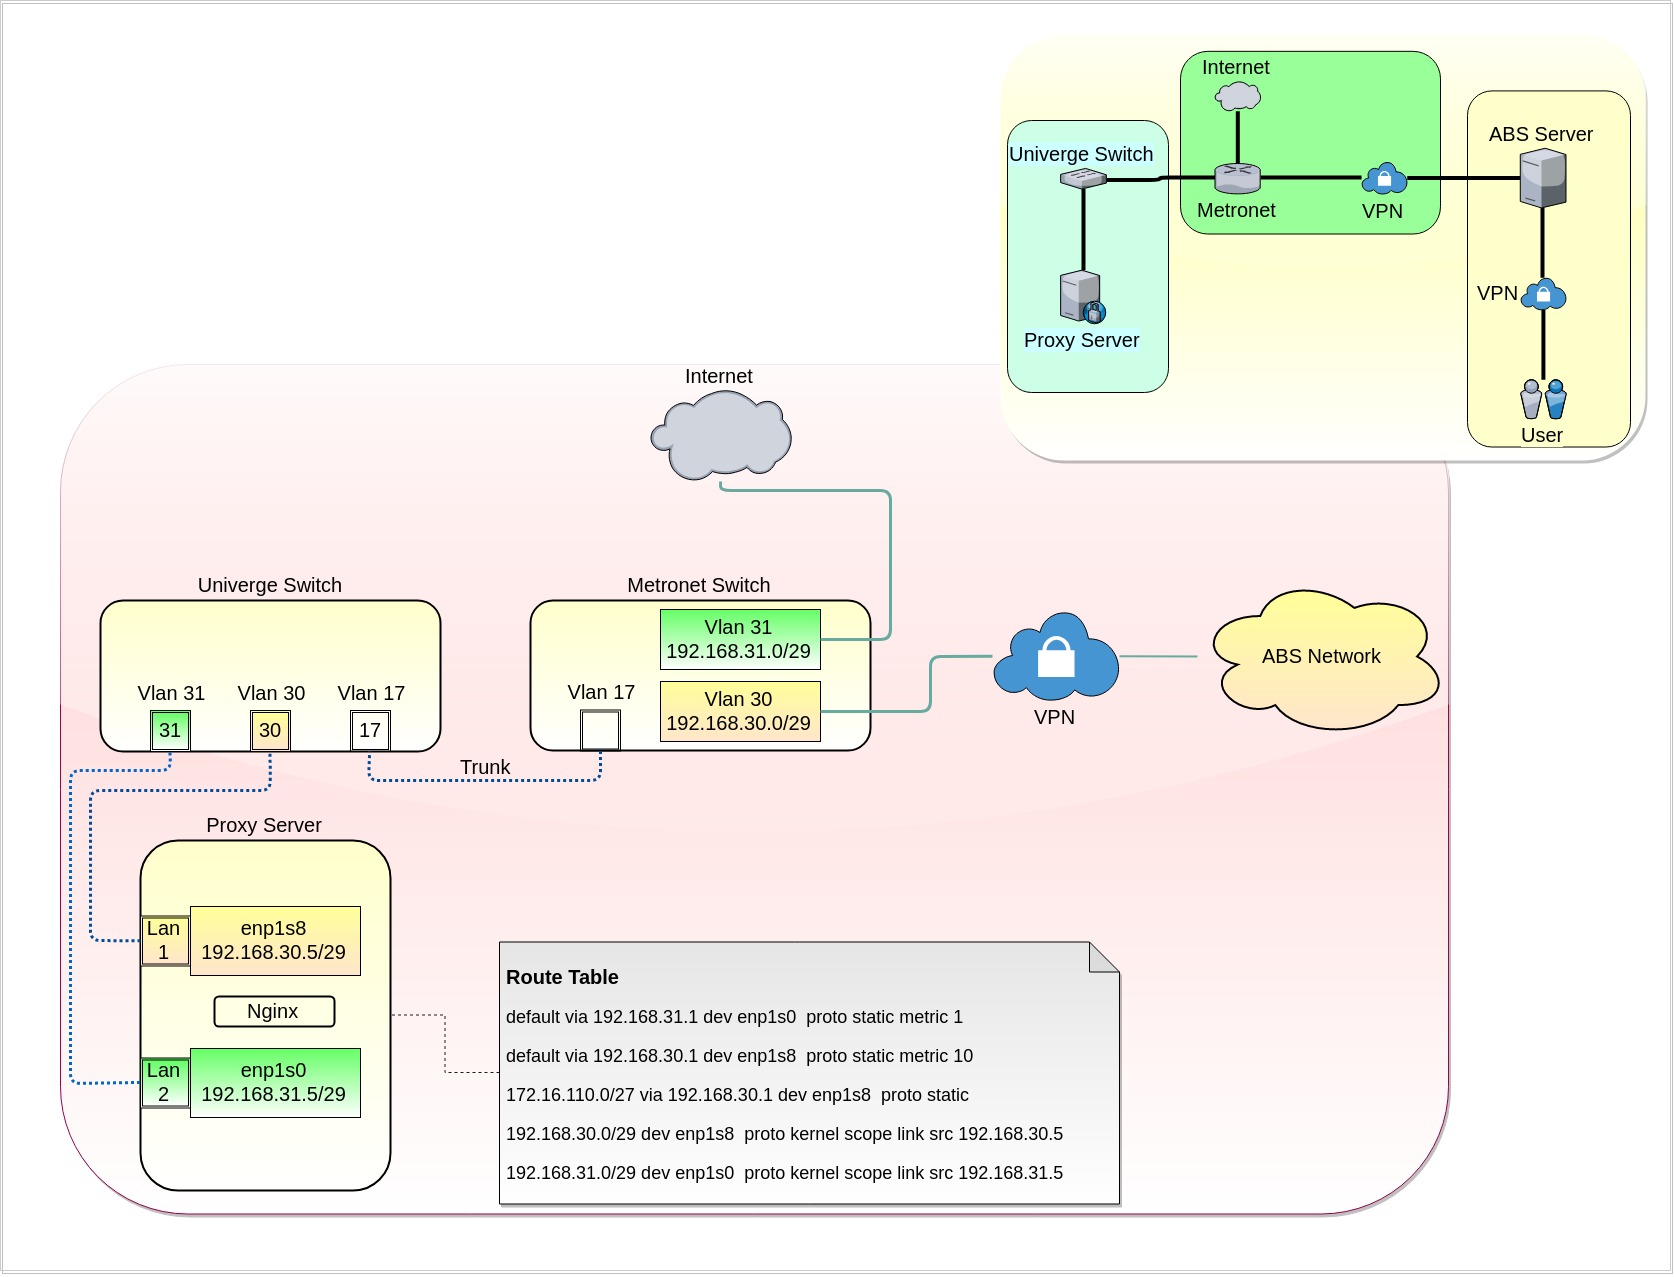 Internet
Univerge Switch
Metronet
VPN
ABS Server
VPN
Proxy Server
User
Internet
Univerge Switch
Vlan 31
Vlan 30
Vlan 17
31
30
17
Trunk
Metronet Switch
Vlan 31
192.168.31.0/29
Vlan 17
Vlan 30
192.168.30.0/29
VPN
ABS Network
Proxy Server
Lan
1
enp1s8
192.168.30.5/29
Nginx
Lan
2
enp1s0
192.168.31.5/29
Route Table
default via 192.168.31.1 dev enp1s0  proto static metric 1
default via 192.168.30.1 dev enp1s8  proto static metric 10
172.16.110.0/27 via 192.168.30.1 dev enp1s8  proto static
192.168.30.0/29 dev enp1s8  proto kernel scope link src 192.168.30.5
192.168.31.0/29 dev enp1s0  proto kernel scope link src 192.168.31.5